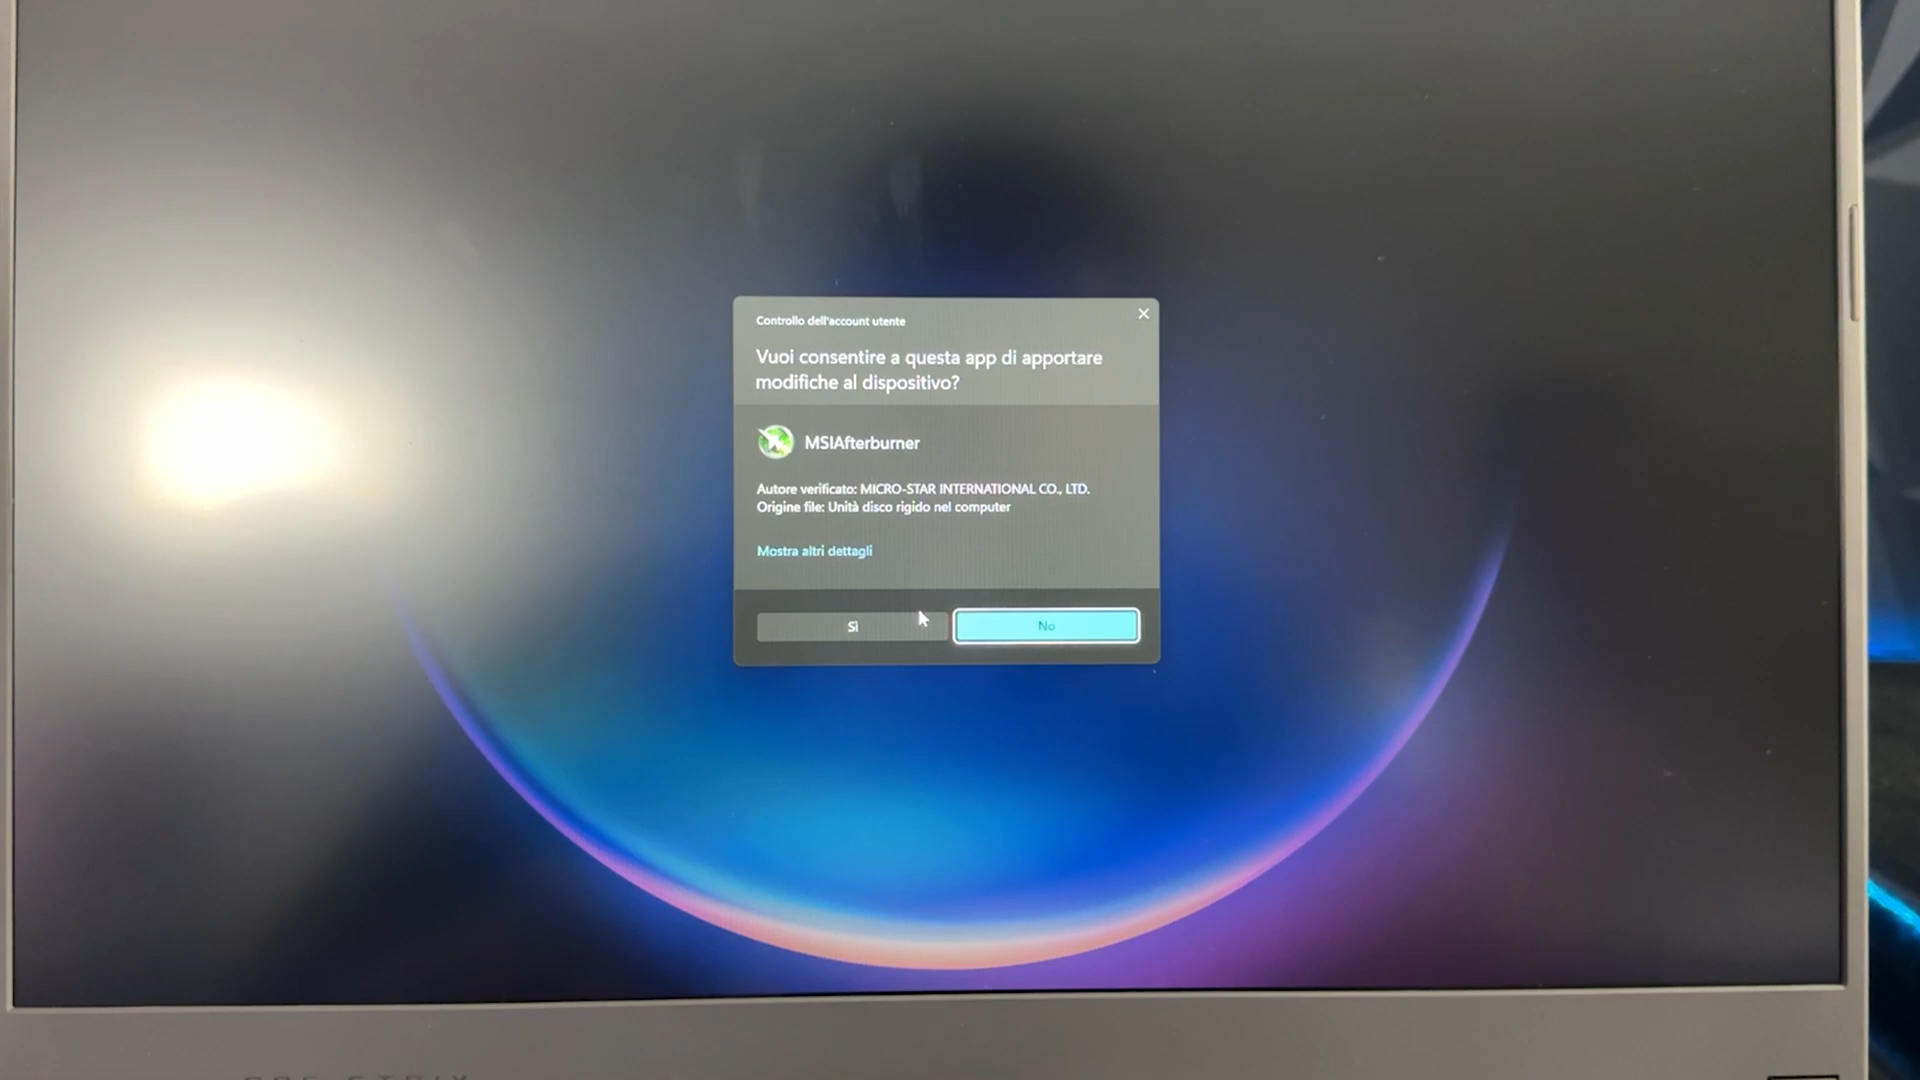 Controllo dell'account utente
Vuoi consentire a questa app di apportare
modifiche al dispositivo?
MSIAfterburner
Autore verificato: MICRO-STAR INTERNATIONAL CO., LTD.
Origine file: Unità disco rigido nel computer
Mostra altri dettagli
Sì
No